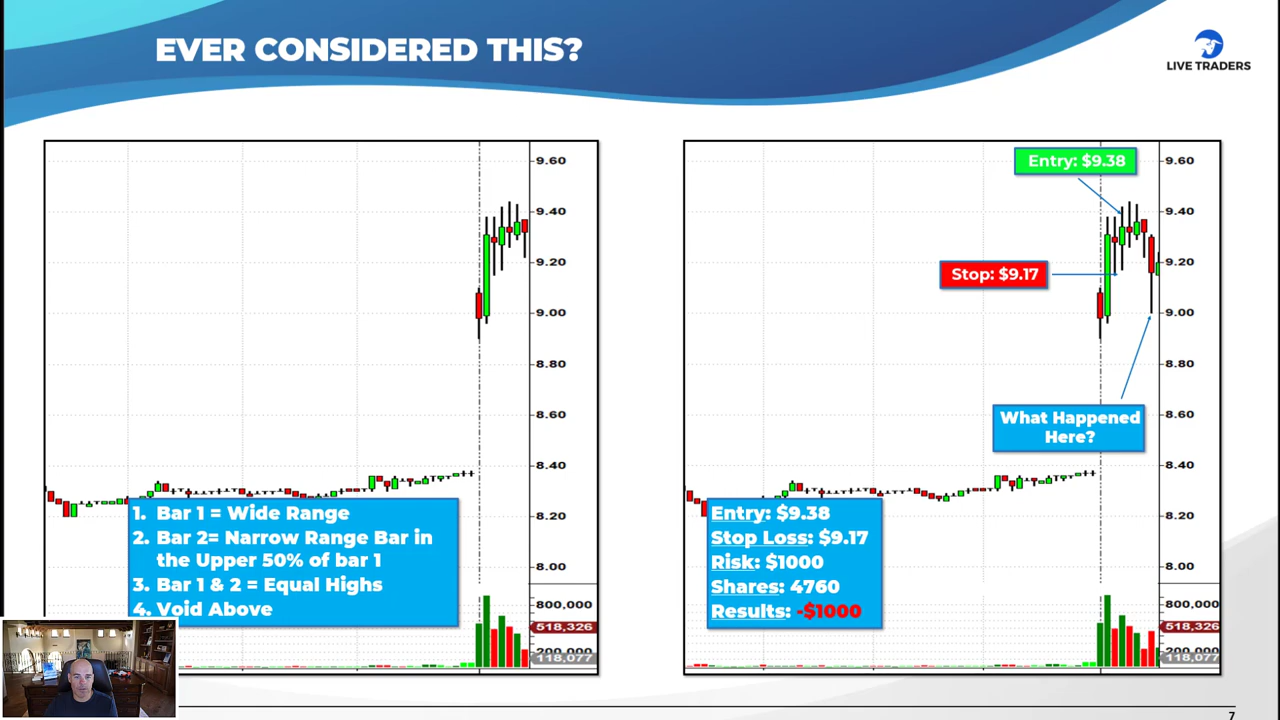 EVER CONSIDERED THIS?
LIVE TRADERS
9.60
9.40
9.20
9.00
8.80
8.60
8.40
8.20
8.00
800,000
518,326
200,000
118,077
1. Bar 1 = Wide Range
2. Bar 2= Narrow Range Bar in
the Upper 50% of bar 1
3. Bar 1 & 2 = Equal Highs
4. Void Above
Entry: $9.38
Stop: $9.17
What Happened
Here?
9.60
9.40
9.20
9.00
8.80
8.60
8.40
8.20
8.00
800,000
518,326
200,000
118,077
Entry: $9.38
Stop Loss: $9.17
Risk: $1000
Shares: 4760
Results: -$1000
7